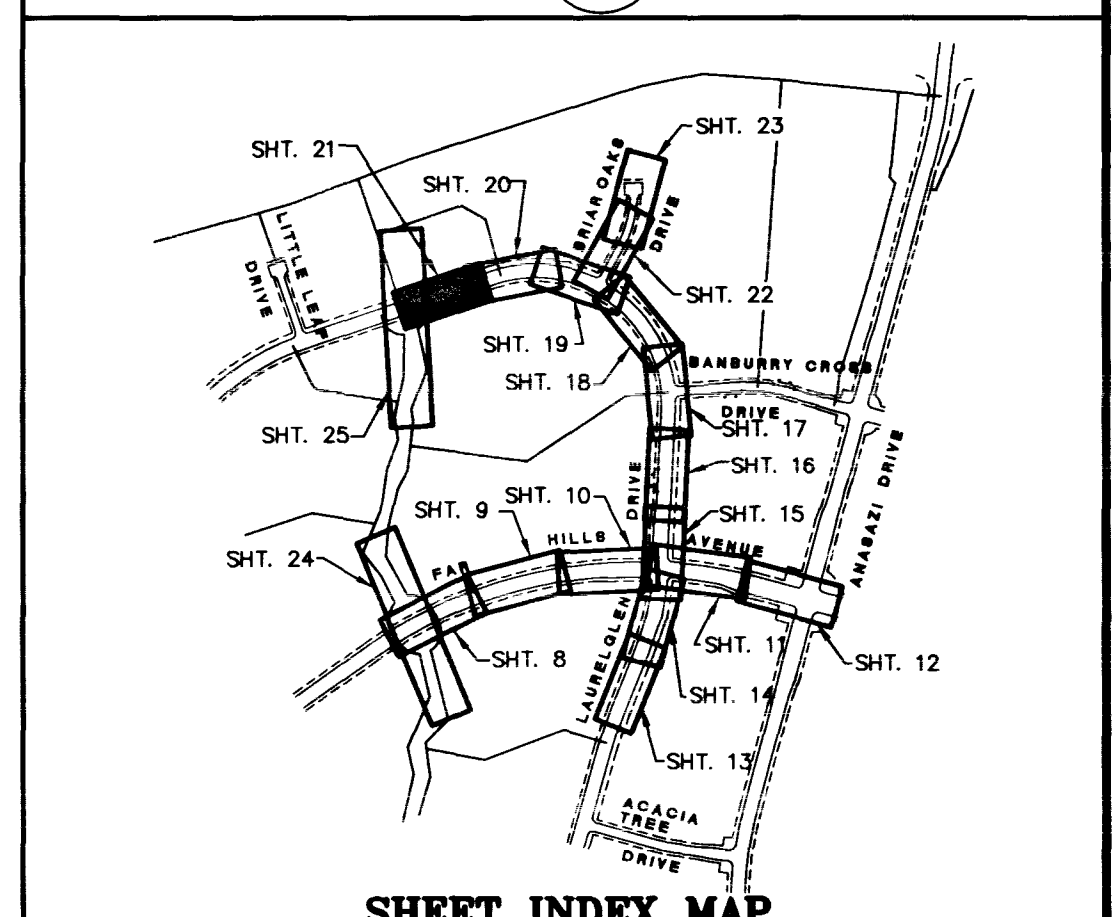 SHT. 23
SHT. 21
SHT. 20
BRIAR OAKS
DRIVE
LITTLE LEAF
DRIVE
SHT. 22
SHT. 19
SHT. 18
BANBURRY CROSS
DRIVE
SHT. 17
SHT. 25
SHT. 16
DRIVE
SHT. 10
SHT. 9
SHT. 15
ANASAZI DRIVE
HILLS
AVENUE
SHT. 24
FA
SHT. 8
SHT. 11
SHT. 12
LAURELGLEN
SHT. 14
SHT. 13
ACACIA
TREE
DRIVE
SHEET INDEX MAP